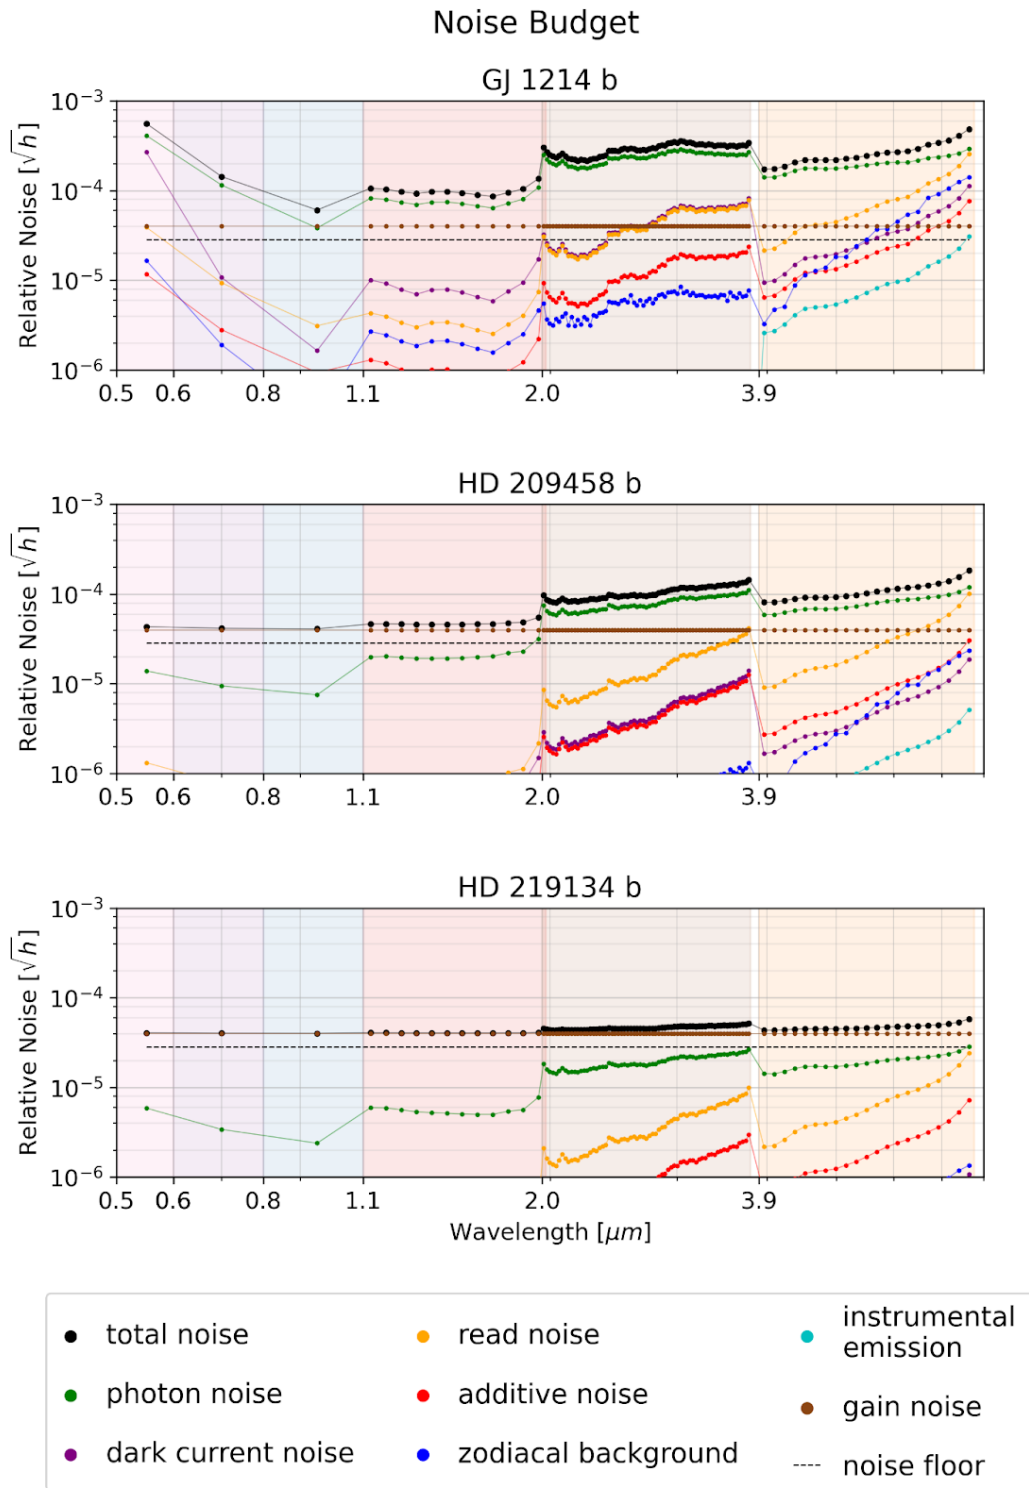 Noise Budget
GJ 1214 b
Relative Noise [√h]
10⁻³
10⁻⁴
10⁻⁵
10⁻⁶
0.5 0.6 0.8 1.1 2.0 3.9
HD 209458 b
Relative Noise [√h]
10⁻³
10⁻⁴
10⁻⁵
10⁻⁶
0.5 0.6 0.8 1.1 2.0 3.9
HD 219134 b
Relative Noise [√h]
10⁻³
10⁻⁴
10⁻⁵
10⁻⁶
0.5 0.6 0.8 1.1 2.0 3.9
Wavelength [μm]
total noise
photon noise
dark current noise
read noise
additive noise
zodiacal background
instrumental
emission
gain noise
noise floor